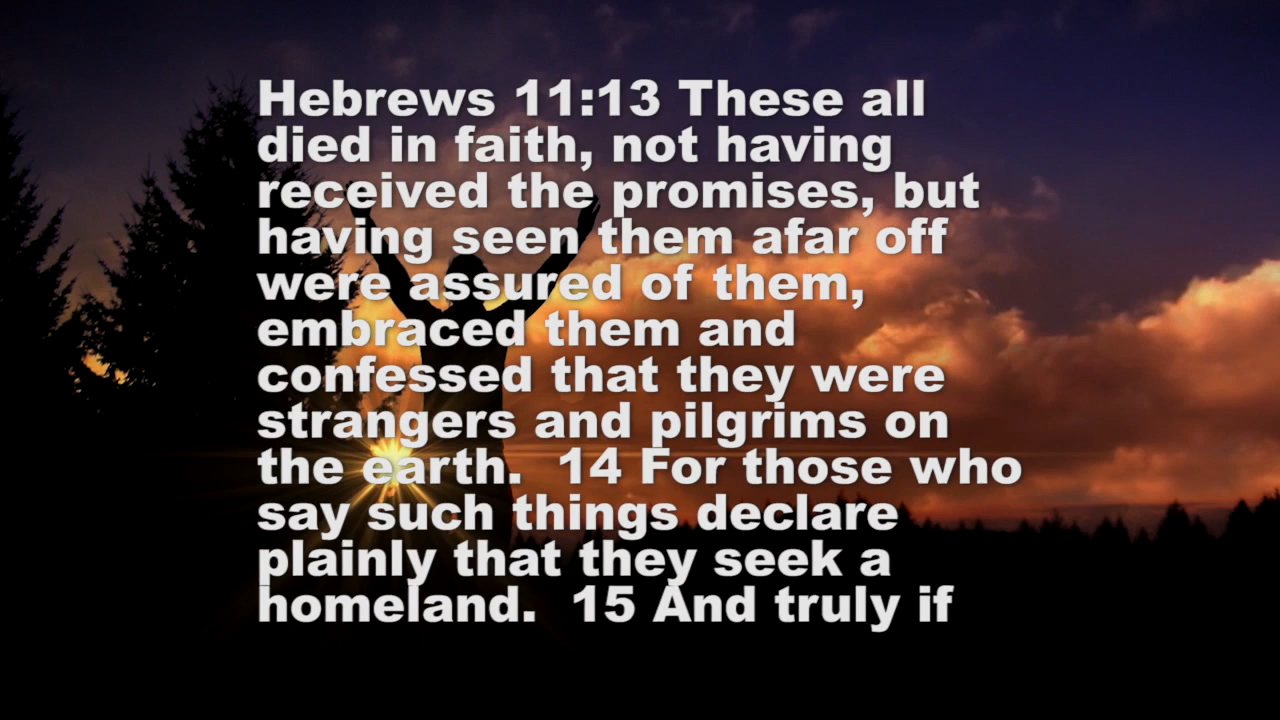 Hebrews 11:13 These all
died in faith, not having
received the promises, but
having seen them afar off
were assured of them,
embraced them and
confessed that they were
strangers and pilgrims on
the earth.  14 For those who
say such things declare
plainly that they seek a
homeland.  15 And truly if